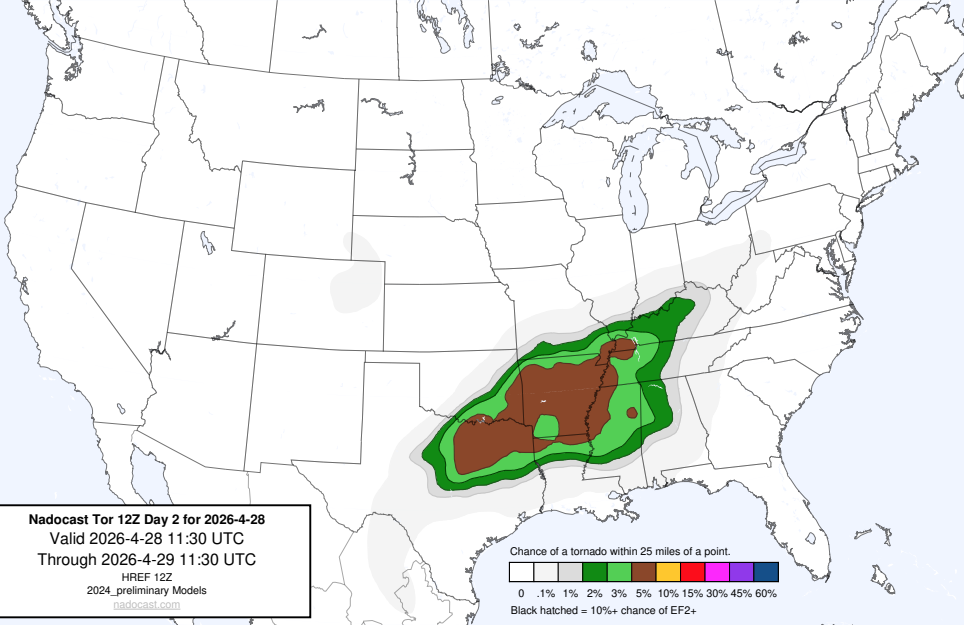 Nadocast Tor 12Z Day 2 for 2026-4-28
Valid 2026-4-28 11:30 UTC
Through 2026-4-29 11:30 UTC
HREF 12Z
2024_preliminary Models
nadocast.com
Chance of a tornado within 25 miles of a point.
0 .1% 1% 2% 3% 5% 10% 15% 30% 45% 60%
Black hatched = 10%+ chance of EF2+